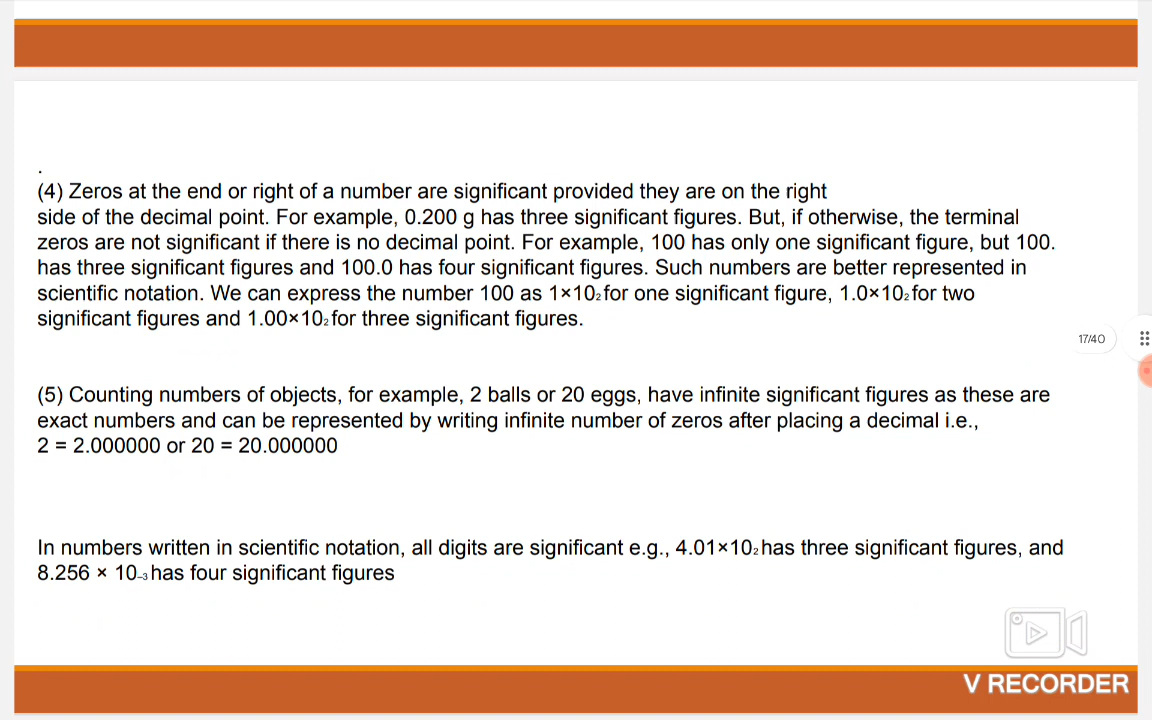 .
(4) Zeros at the end or right of a number are significant provided they are on the right
side of the decimal point. For example, 0.200 g has three significant figures. But, if otherwise, the terminal
zeros are not significant if there is no decimal point. For example, 100 has only one significant figure, but 100.
has three significant figures and 100.0 has four significant figures. Such numbers are better represented in
scientific notation. We can express the number 100 as 1×10₂ for one significant figure, 1.0×10₂ for two
significant figures and 1.00×10₂ for three significant figures.
17/40
(5) Counting numbers of objects, for example, 2 balls or 20 eggs, have infinite significant figures as these are
exact numbers and can be represented by writing infinite number of zeros after placing a decimal i.e.,
2 = 2.000000 or 20 = 20.000000
In numbers written in scientific notation, all digits are significant e.g., 4.01×10₂ has three significant figures, and
8.256 × 10₋₃ has four significant figures
V RECORDER